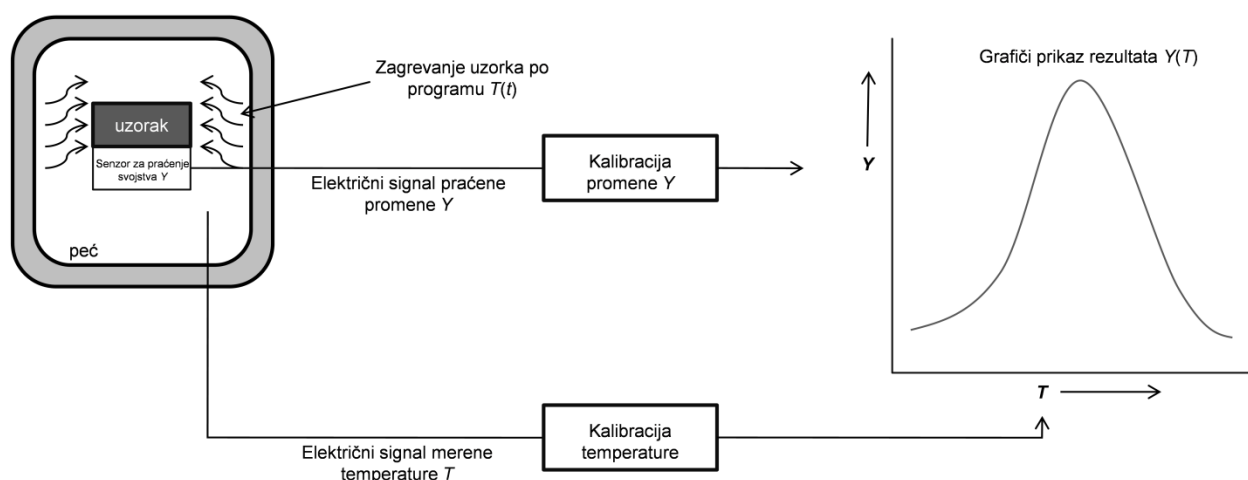 Zagrevanje uzorka po
programu T(t)
uzorak
Senzor za praćenje
svojstva Y
peć
Električni signal praćene
promene Y
Kalibracija
promene Y
Električni signal merene
temperature T
Kalibracija
temperature
Grafiči prikaz rezultata Y(T)
Y
T